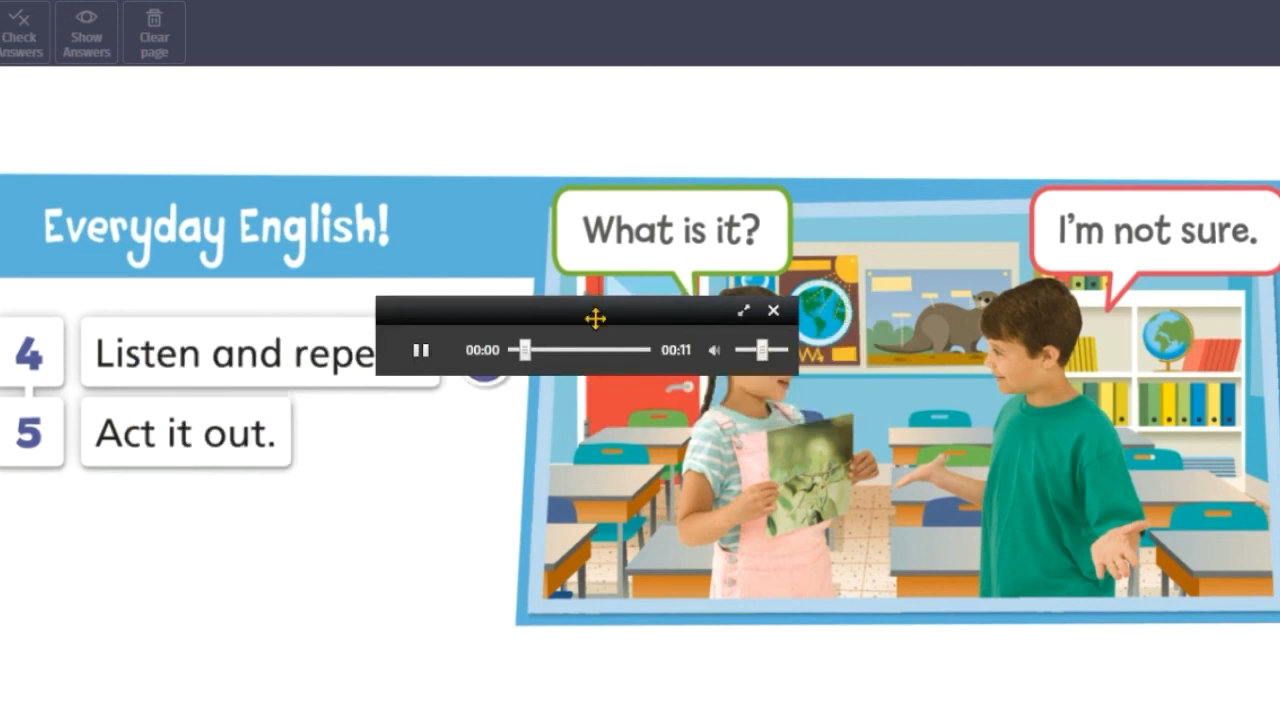 Check
Answers
Show
Answers
Clear
page
Everyday English!
What is it?
I'm not sure.
4
Listen and repe
00:00
00:11
5
Act it out.